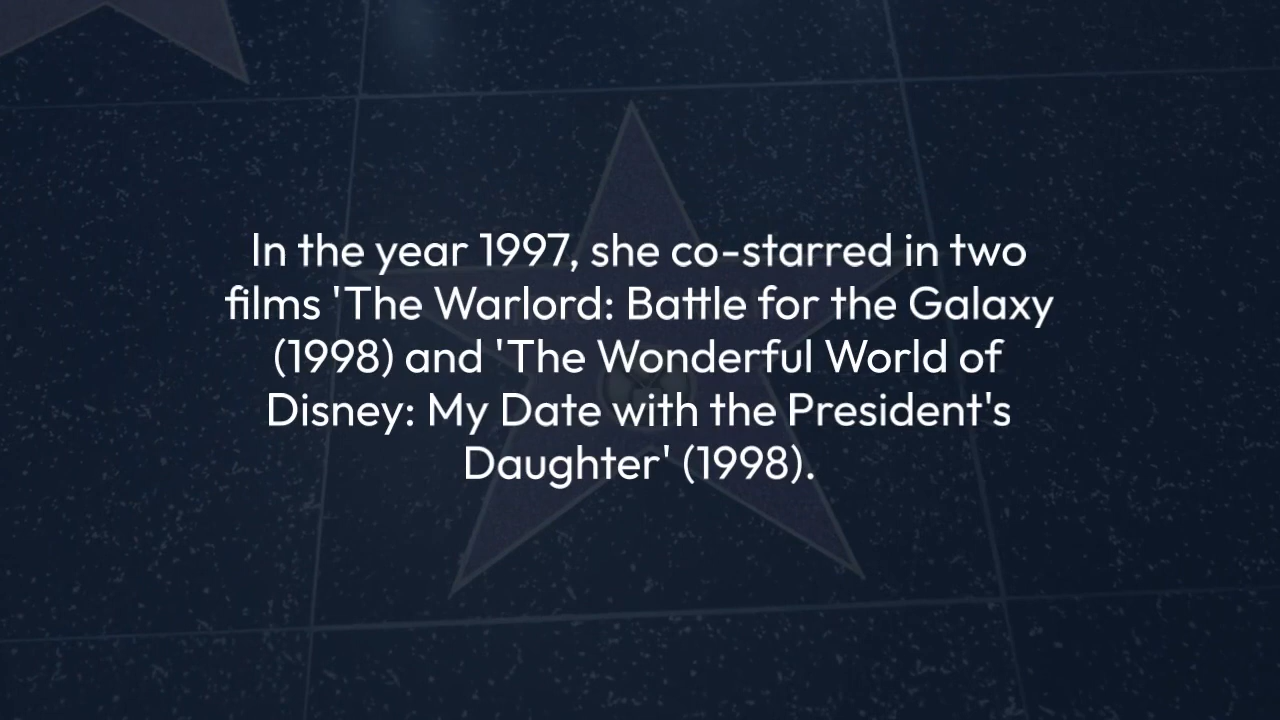 In the year 1997, she co-starred in two
films 'The Warlord: Battle for the Galaxy
(1998) and 'The Wonderful World of
Disney: My Date with the President's
Daughter' (1998).